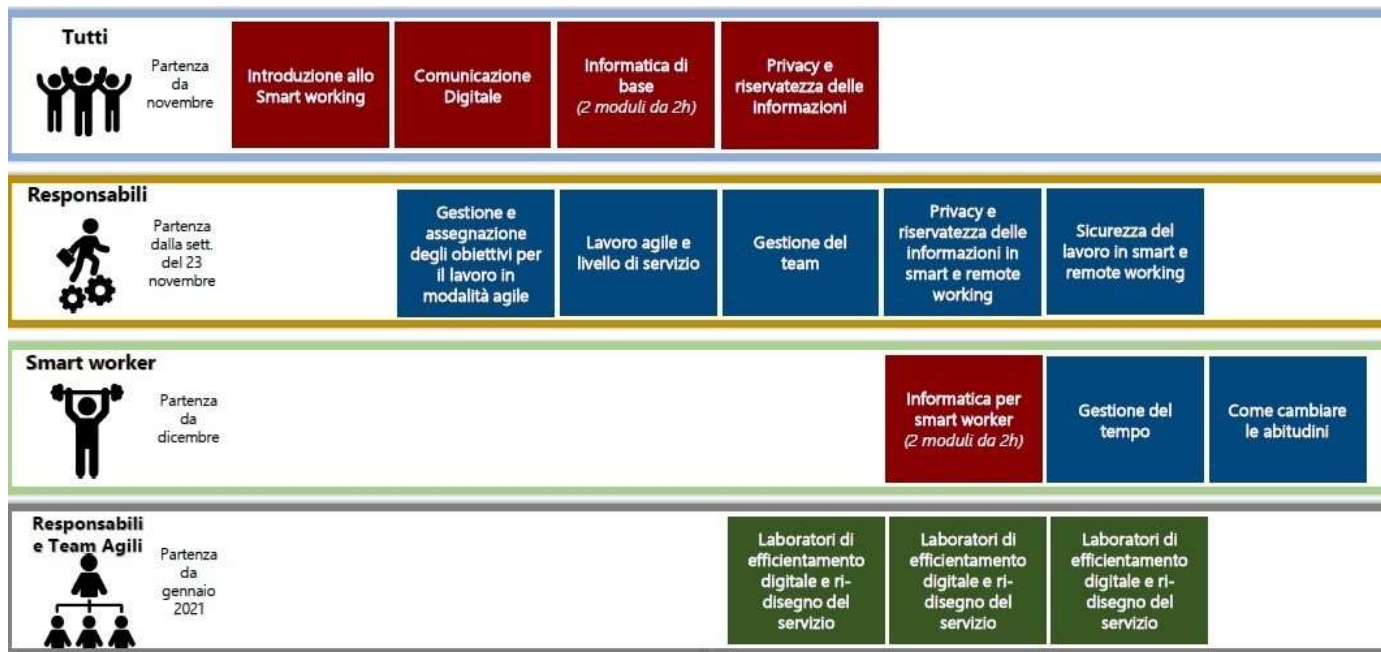 Tutti
Partenza
da
novembre
Introduzione allo
Smart working
Comunicazione
Digitale
Informatica di
base
(2 moduli da 2h)
Privacy e
riservatezza delle
informazioni
Responsabili
Partenza
dalla sett.
del 23
novembre
Gestione e
assegnazione
degli obiettivi per
il lavoro in
modalità agile
Lavoro agile e
livello di servizio
Gestione del
team
Privacy e
riservatezza delle
informazioni in
smart e remote
working
Sicurezza del
lavoro in smart e
remote working
Smart worker
Partenza
da
dicembre
Informatica per
smart worker
(2 moduli da 2h)
Gestione del
tempo
Come cambiare
le abitudini
Responsabili
e Team Agili
Partenza
da
gennaio
2021
Laboratori di
efficientamento
digitale e ri-
disegno del
servizio
Laboratori di
efficientamento
digitale e ri-
disegno del
servizio
Laboratori di
efficientamento
digitale e ri-
disegno del
servizio